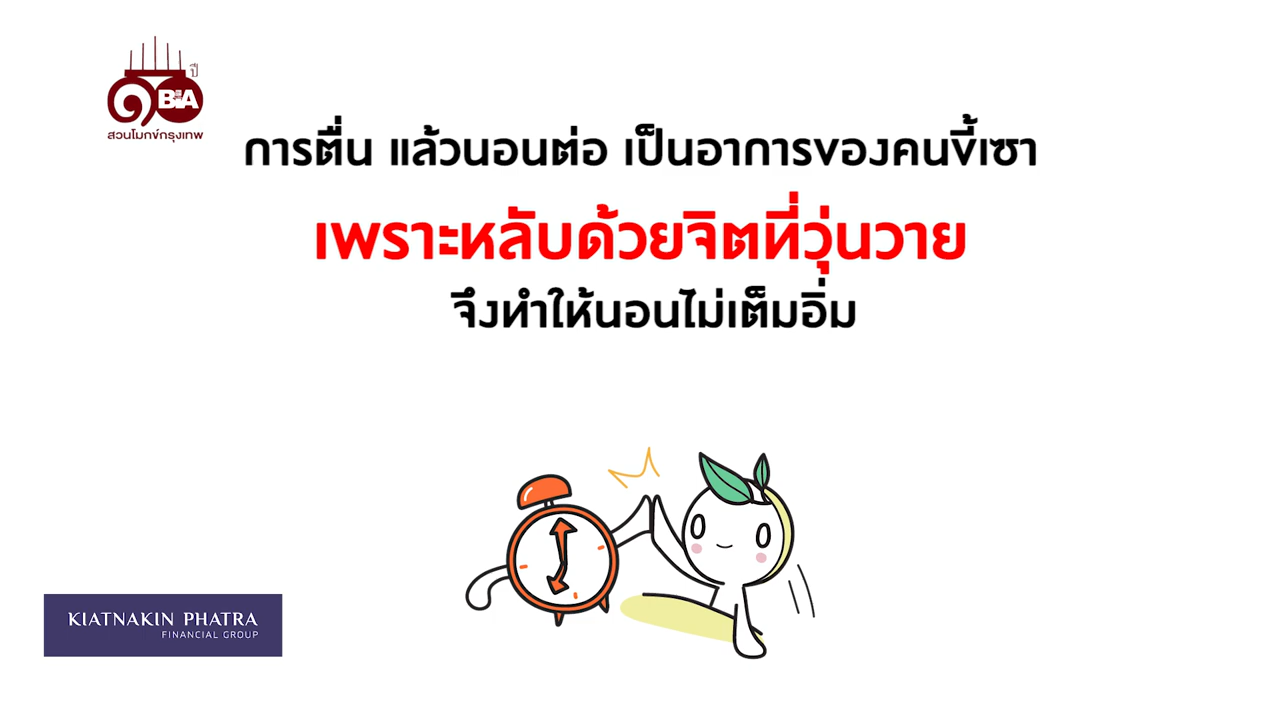 ๑๐ ปี
BIA
สวนโมกข์กรุงเทพ
การตื่น แล้วนอนต่อ เป็นอาการของคนขี้เซา
เพราะหลับด้วยจิตที่วุ่นวาย
จึงทำให้นอนไม่เต็มอิ่ม
KIATNAKIN PHATRA
FINANCIAL GROUP